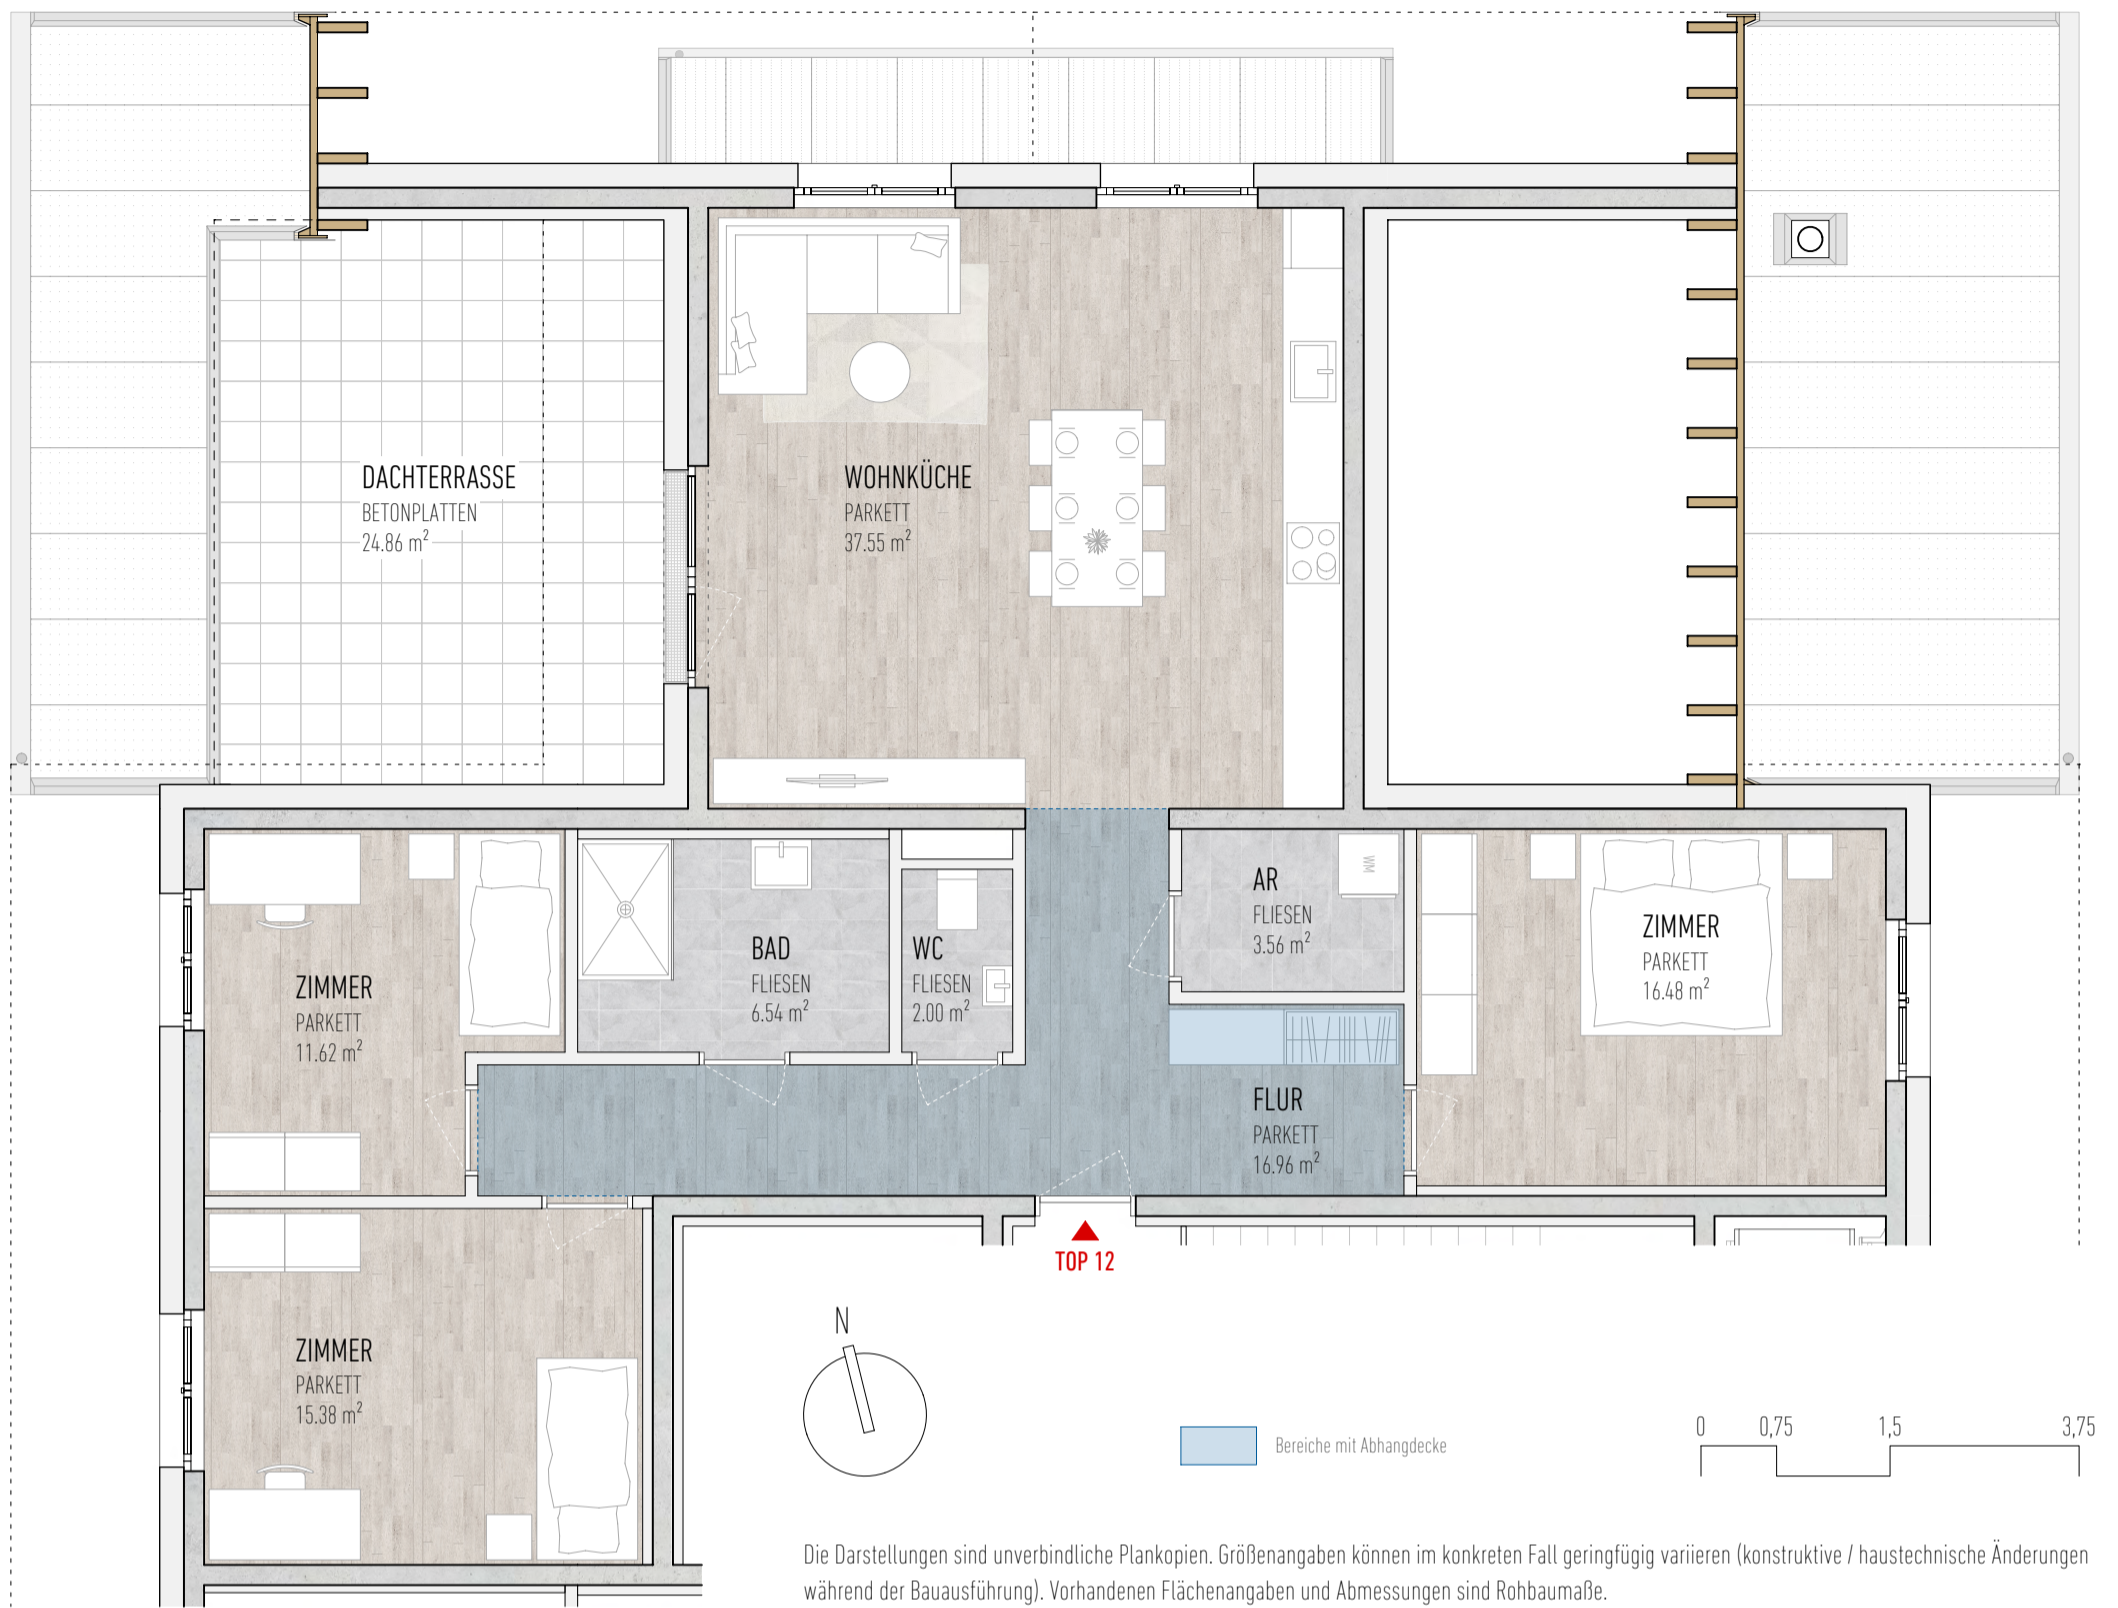 DACHTERRASSE
BETONPLATTEN
24.86 m²
WOHNKÜCHE
PARKETT
37.55 m²
ZIMMER
PARKETT
11.62 m²
BAD
FLIESEN
6.54 m²
WC
FLIESEN
2.00 m²
AR
FLIESEN
3.56 m²
WM
ZIMMER
PARKETT
16.48 m²
FLUR
PARKETT
16.96 m²
TOP 12
ZIMMER
PARKETT
15.38 m²
N
Bereiche mit Abhangdecke
0 0,75 1,5 3,75
Die Darstellungen sind unverbindliche Plankopien. Größenangaben können im konkreten Fall geringfügig variieren (konstruktive / haustechnische Änderungen
während der Bauausführung). Vorhandenen Flächenangaben und Abmessungen sind Rohbaumaße.